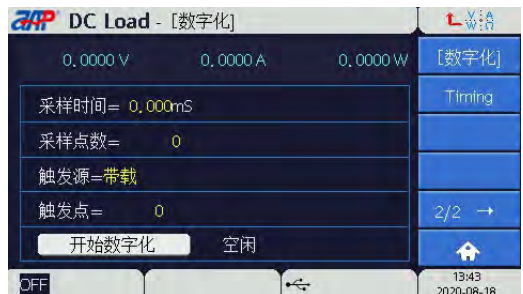 ZAP DC Load - [数字化]
0.0000 V 0.0000 A 0.0000 W
采样时间= 0.000mS
采样点数= 0
触发源=带载
触发点= 0
开始数字化 空闲
[数字化]
Timing
2/2 →
OFF
13:43
2020-08-18